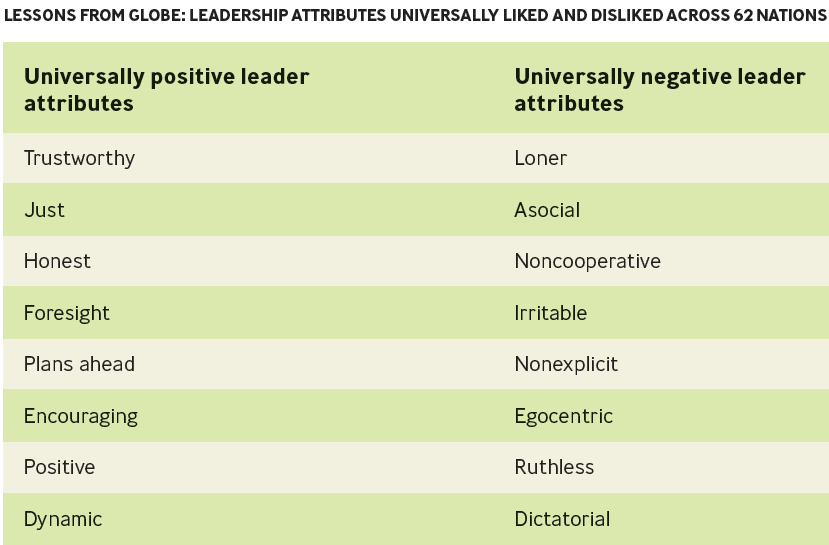 LESSONS FROM GLOBE: LEADERSHIP ATTRIBUTES UNIVERSALLY LIKED AND DISLIKED ACROSS 62 NATIONS
Universally positive leader
attributes
Universally negative leader
attributes
Trustworthy
Loner
Just
Asocial
Honest
Noncooperative
Foresight
Irritable
Plans ahead
Nonexplicit
Encouraging
Egocentric
Positive
Ruthless
Dynamic
Dictatorial